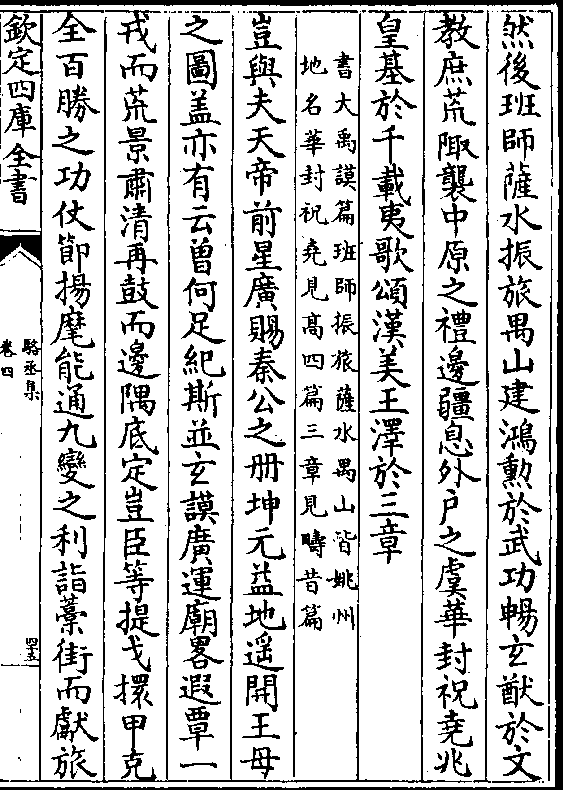 然後班師薩水振旅禺山建鴻勲於武功暢玄猷於文
教庶荒陬襲中原之禮邊疆息外戸之虞華封祝堯兆
皇基於千載夷歌頌漢美王澤於三章
書大禹謨篇班師振旅薩水禺山皆姚州
地名華封祝堯見髙四篇三章見疇昔篇
豈與夫天帝前星廣賜秦公之冊坤元益地遥開王母
之圖盖亦有云曽何足紀斯並玄謨廣運廟畧遐覃一
戎而荒景肅清再鼓而邊隅底定豈臣等提戈擐甲克
全百勝之功仗節揚麾能通九變之利詣藁街而獻旅
欽定四庫全書
駱丞集
卷四
四十五